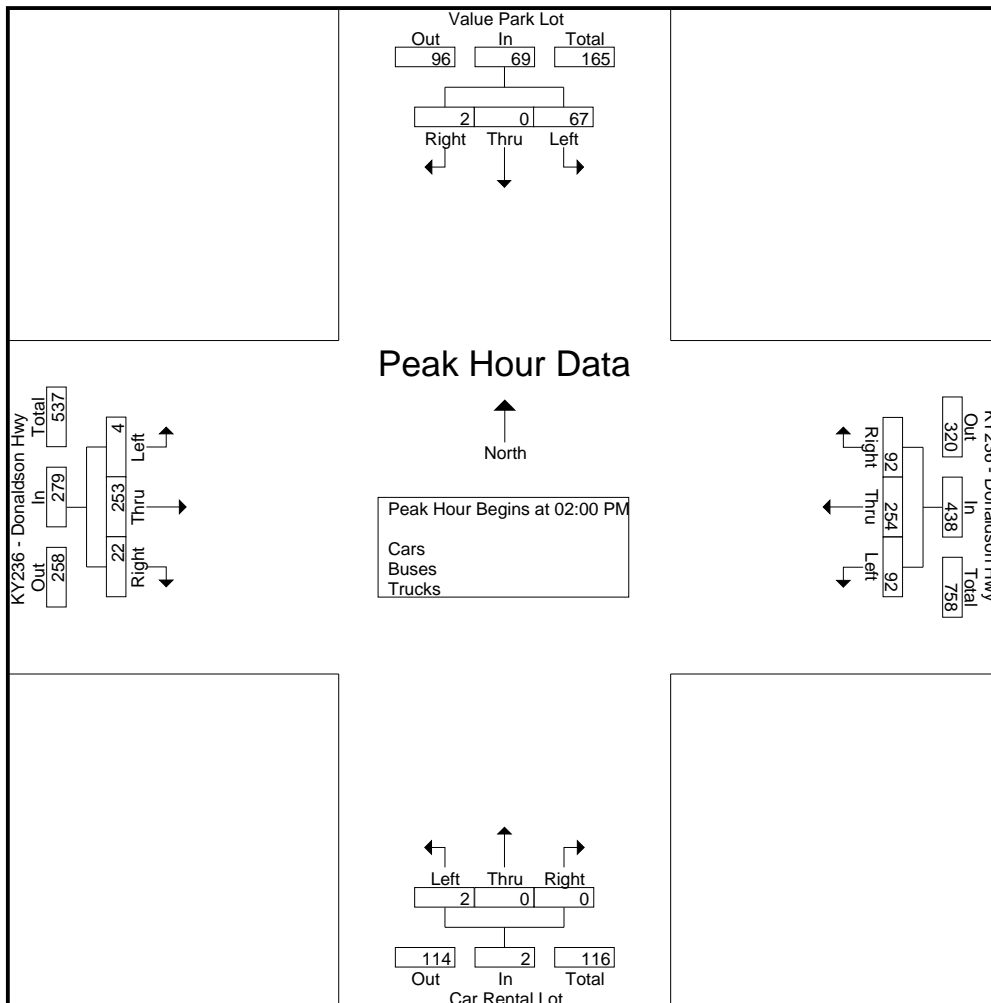 Value Park Lot
Out In Total
96 69 165
2 0 67
Right Thru Left
Peak Hour Data
North
Peak Hour Begins at 02:00 PM
Cars
Buses
Trucks
KY236 - Donaldson Hwy
Total In Out
537 279 258
4 253 22
Left Thru Right
Right Thru Left
92 254 92
320 438 758
Out In Total
KY236 - Donaldson Hwy
Left Thru Right
2 0 0
114 2 116
Out In Total
Car Rental Lot